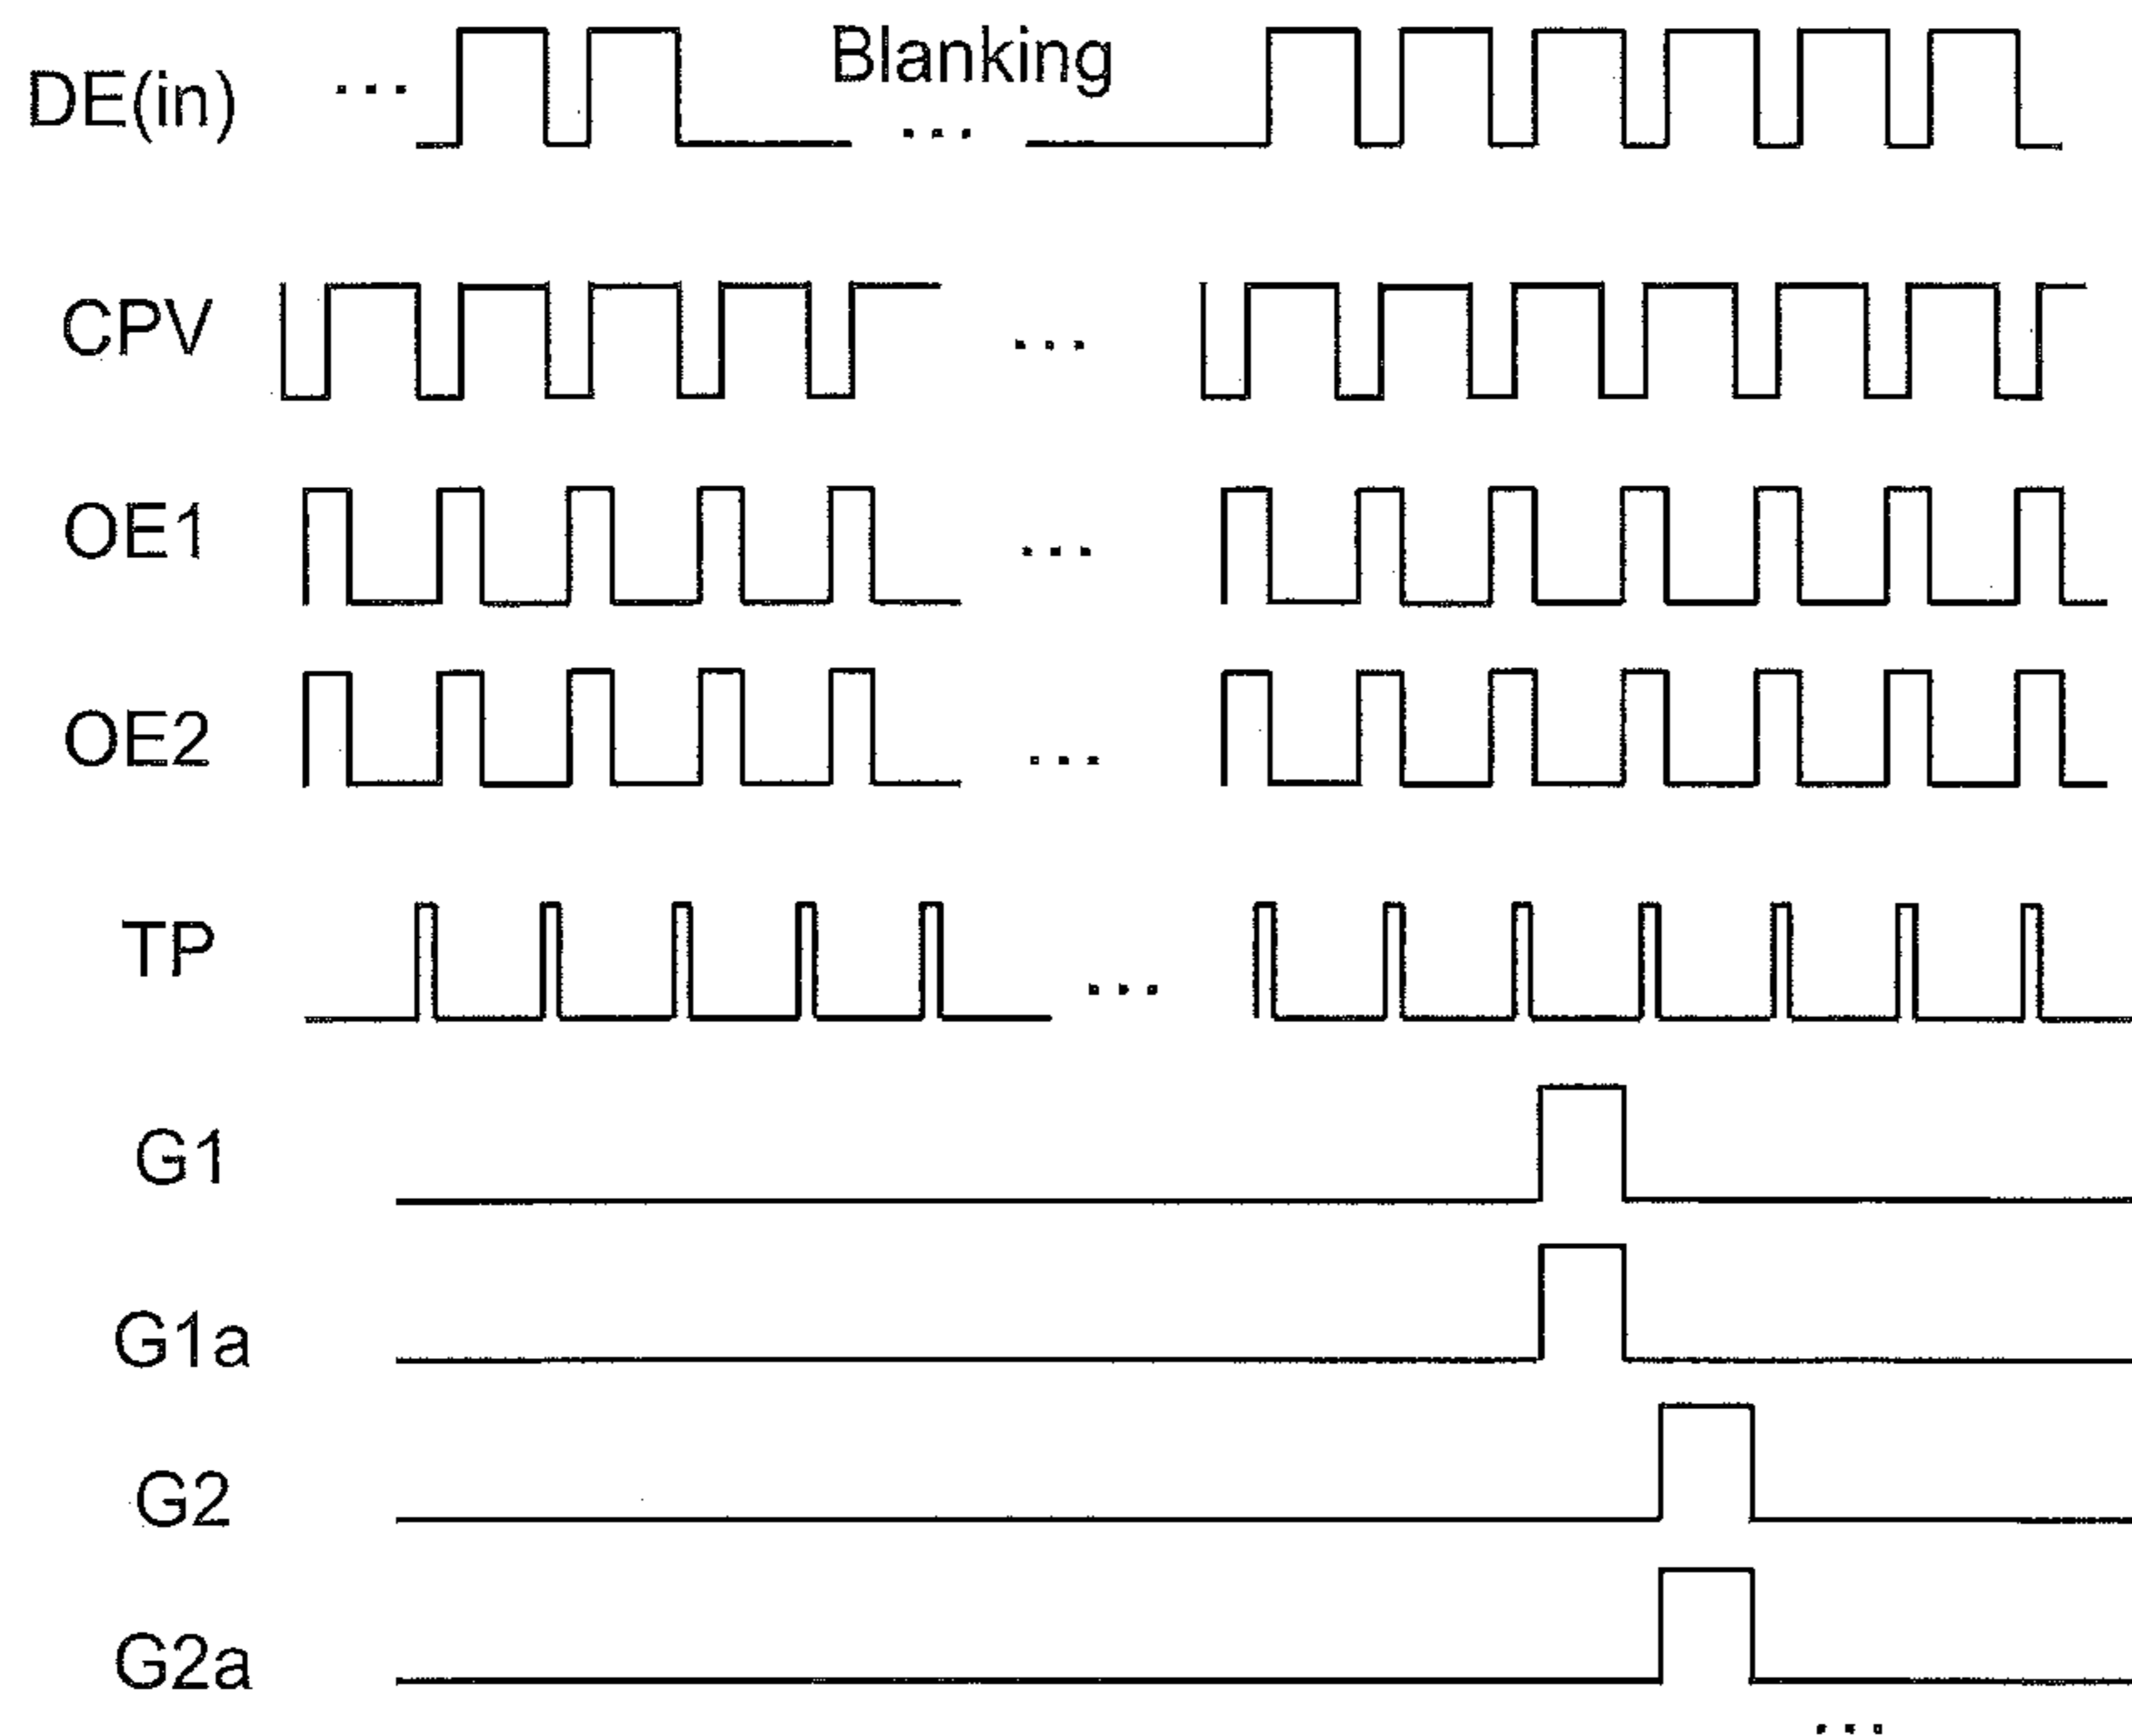 Blanking
DE(in)
CPV
OE1
OE2
TP
G1
G1a
G2
G2a